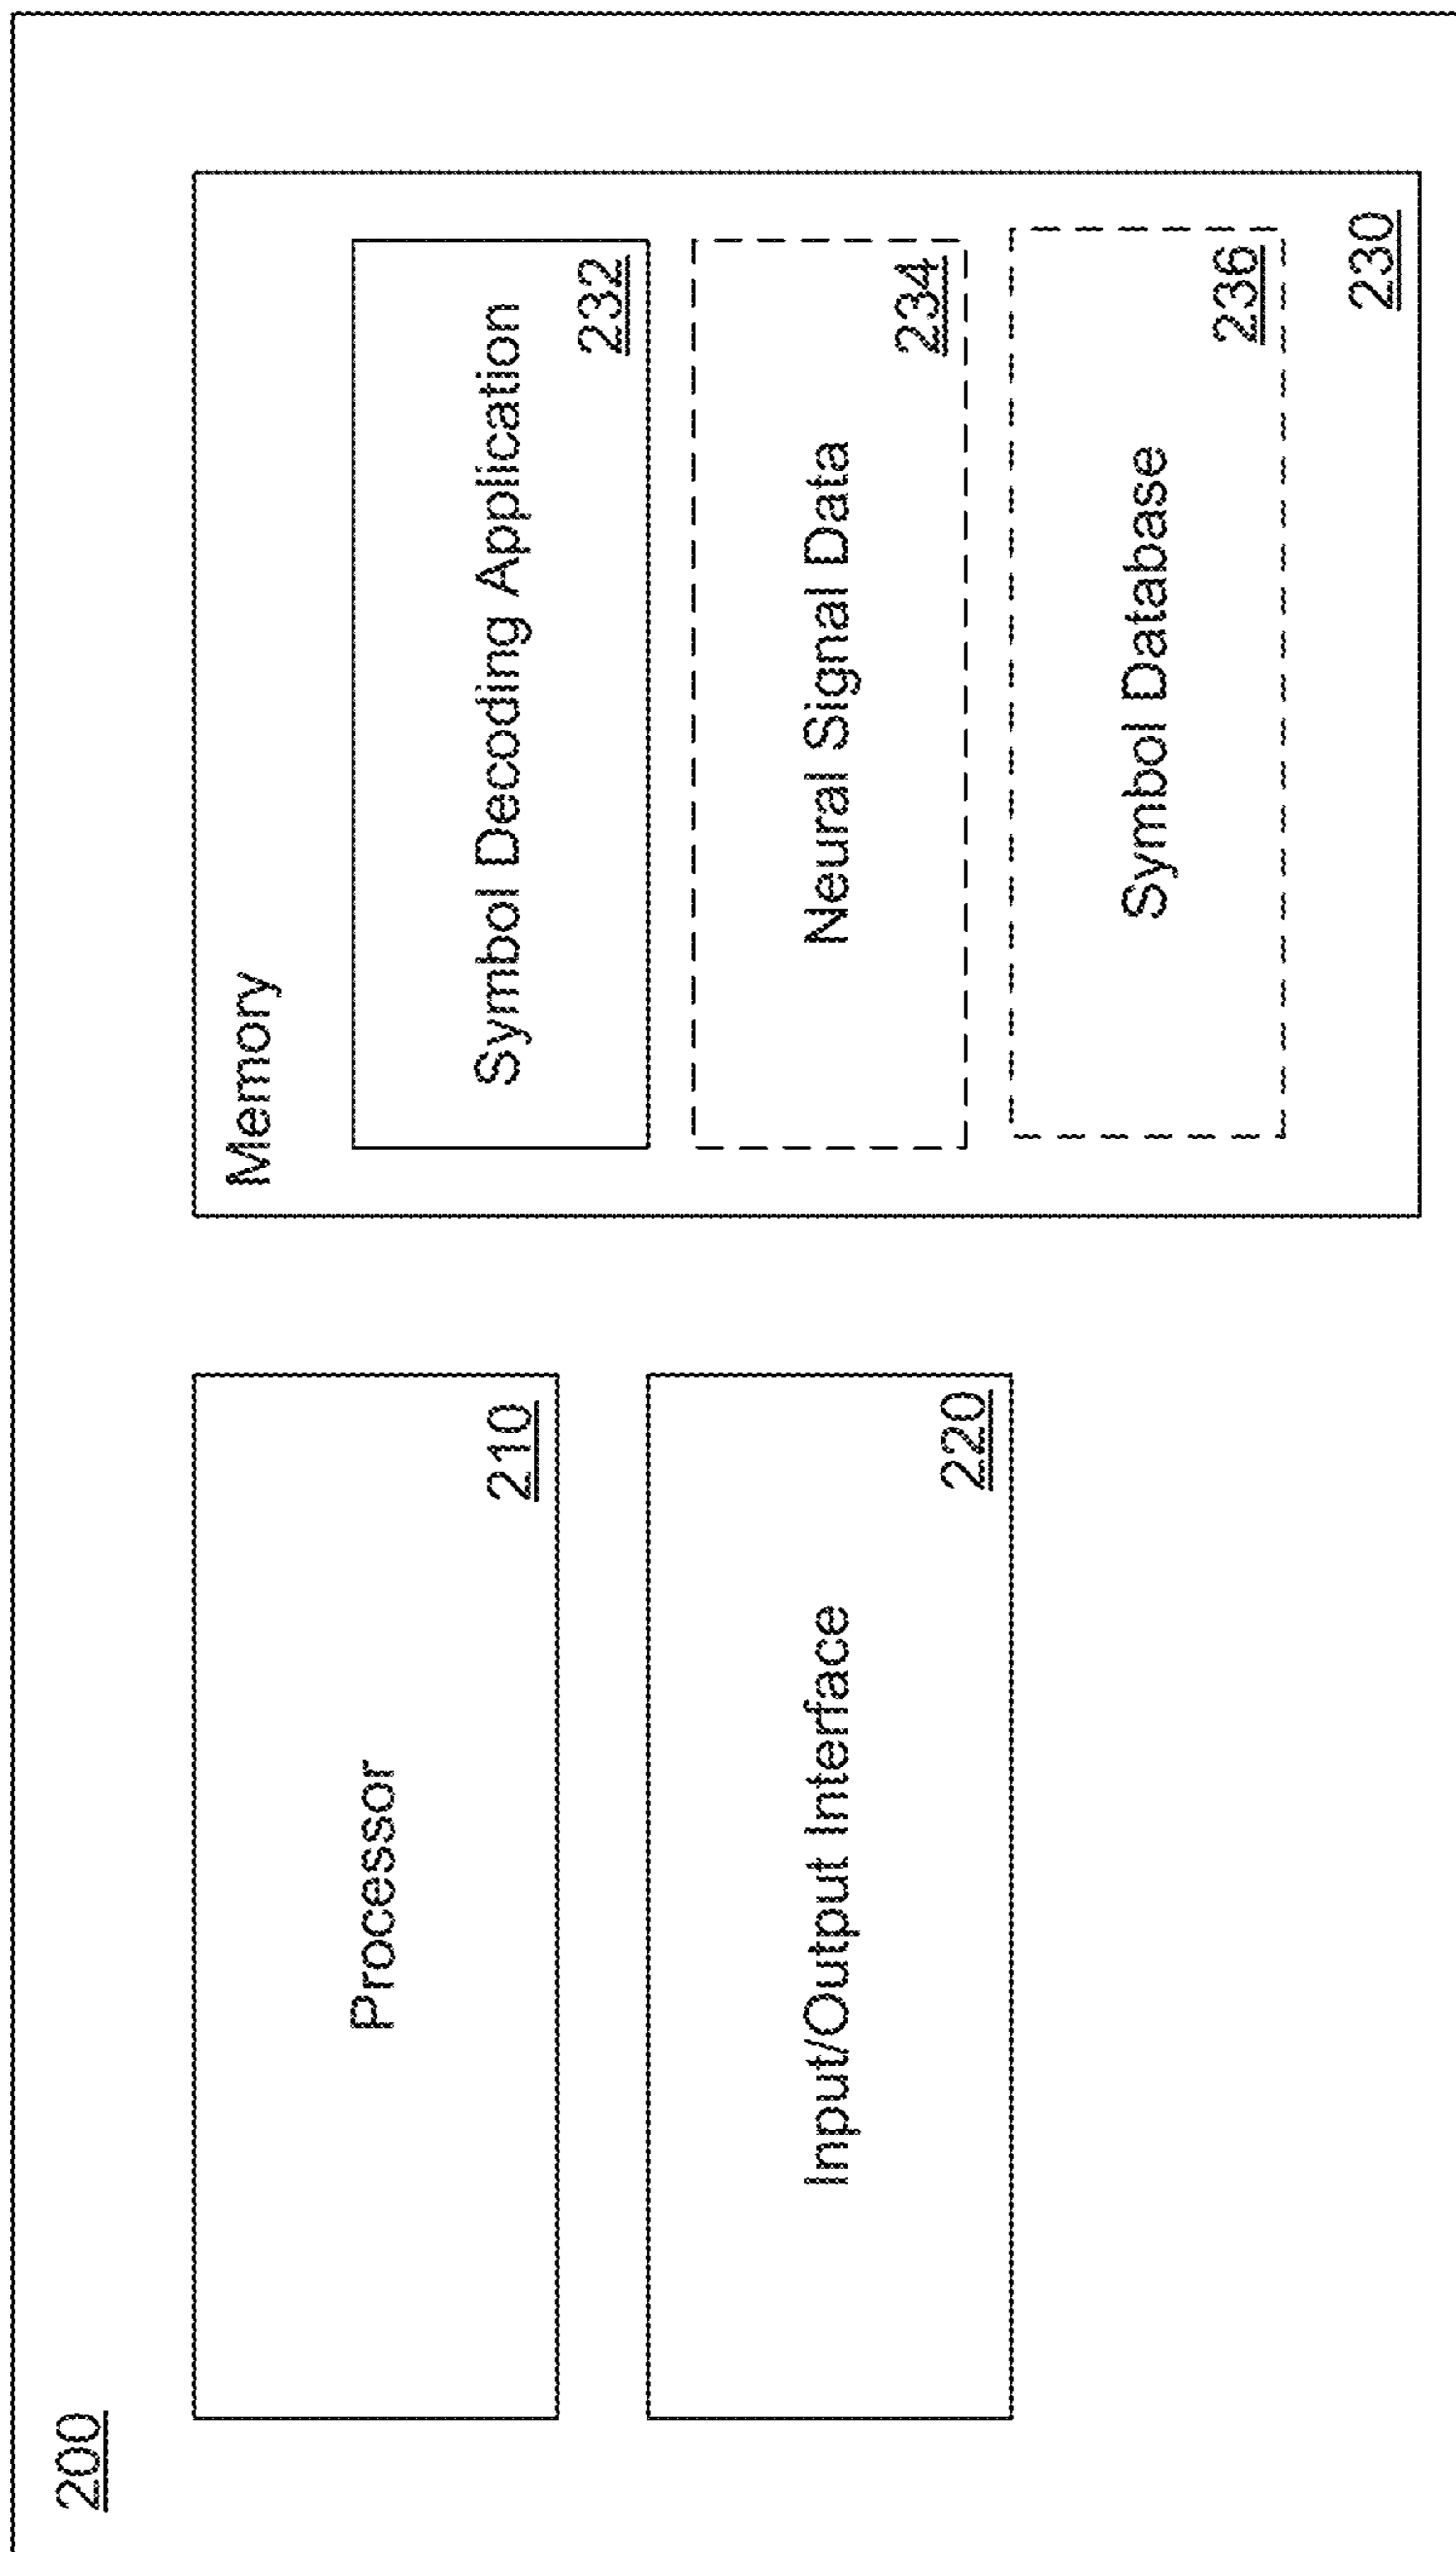 200
Processor
210
Input/Output Interface
220
Memory
Symbol Decoding Application
232
Neural Signal Data
234
Symbol Database
236
230